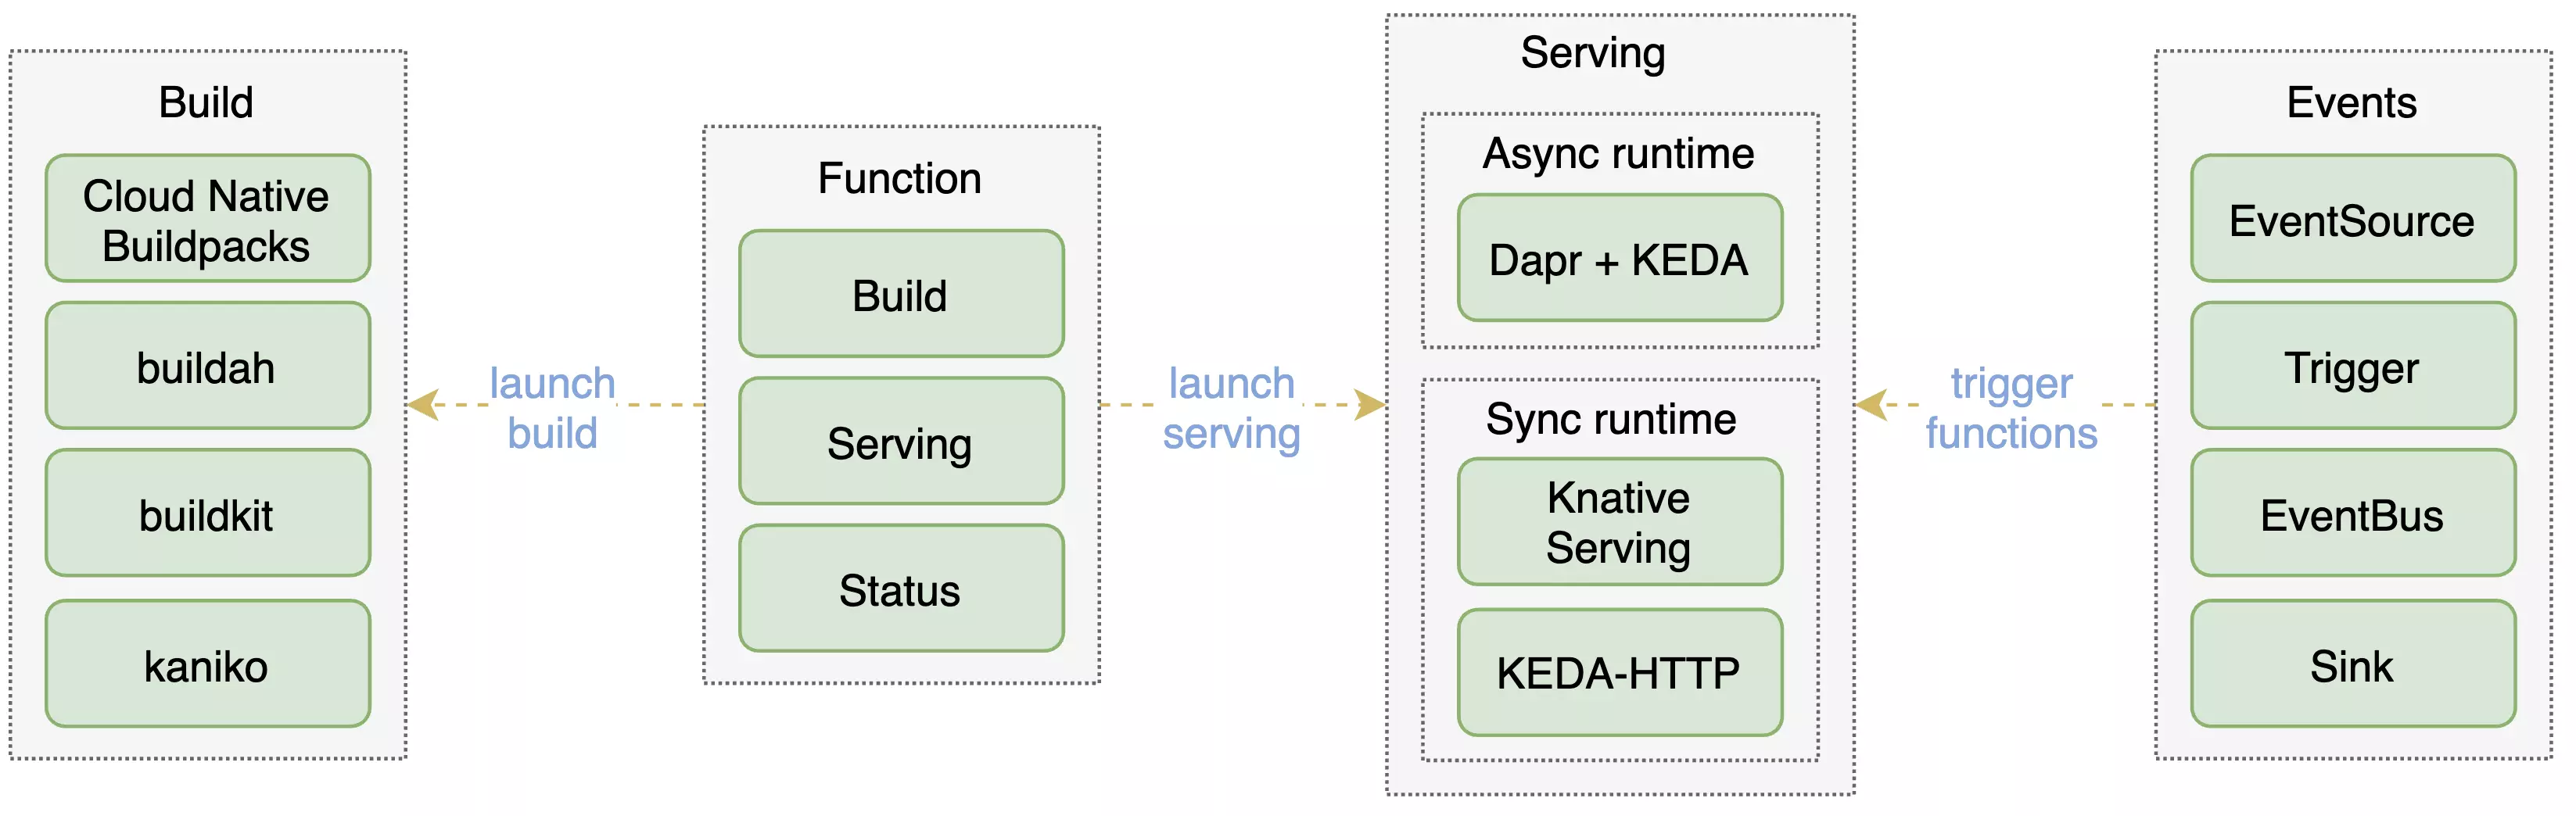 Build
Cloud Native
Buildpacks
buildah
buildkit
kaniko
launch
build
Function
Build
Serving
Status
launch
serving
Serving
Async runtime
Dapr + KEDA
Sync runtime
Knative
Serving
KEDA-HTTP
trigger
functions
Events
EventSource
Trigger
EventBus
Sink